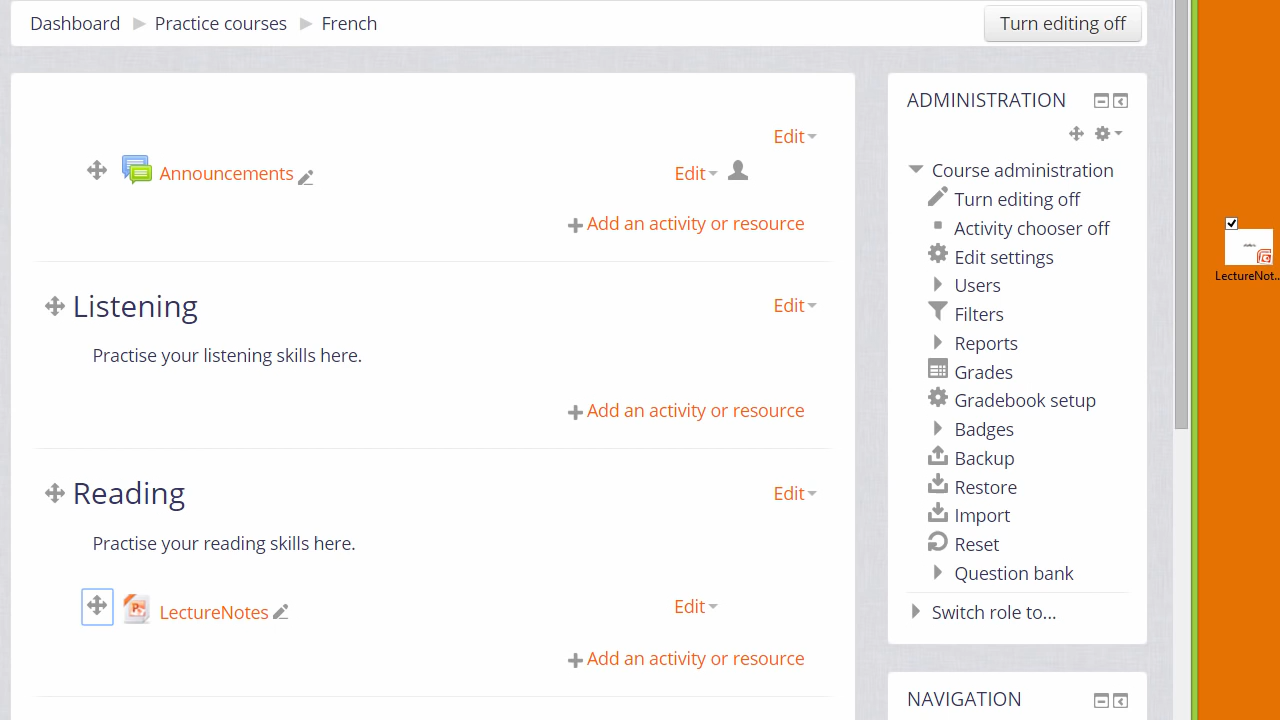 Dashboard Practice courses French
Turn editing off
Edit
Announcements Edit
Add an activity or resource
Listening Edit
Practise your listening skills here.
Add an activity or resource
Reading Edit
Practise your reading skills here.
LectureNotes Edit
Add an activity or resource
ADMINISTRATION
Course administration
Turn editing off
Activity chooser off
Edit settings
Users
Filters
Reports
Grades
Gradebook setup
Badges
Backup
Restore
Import
Reset
Question bank
Switch role to...
NAVIGATION
LectureNot...